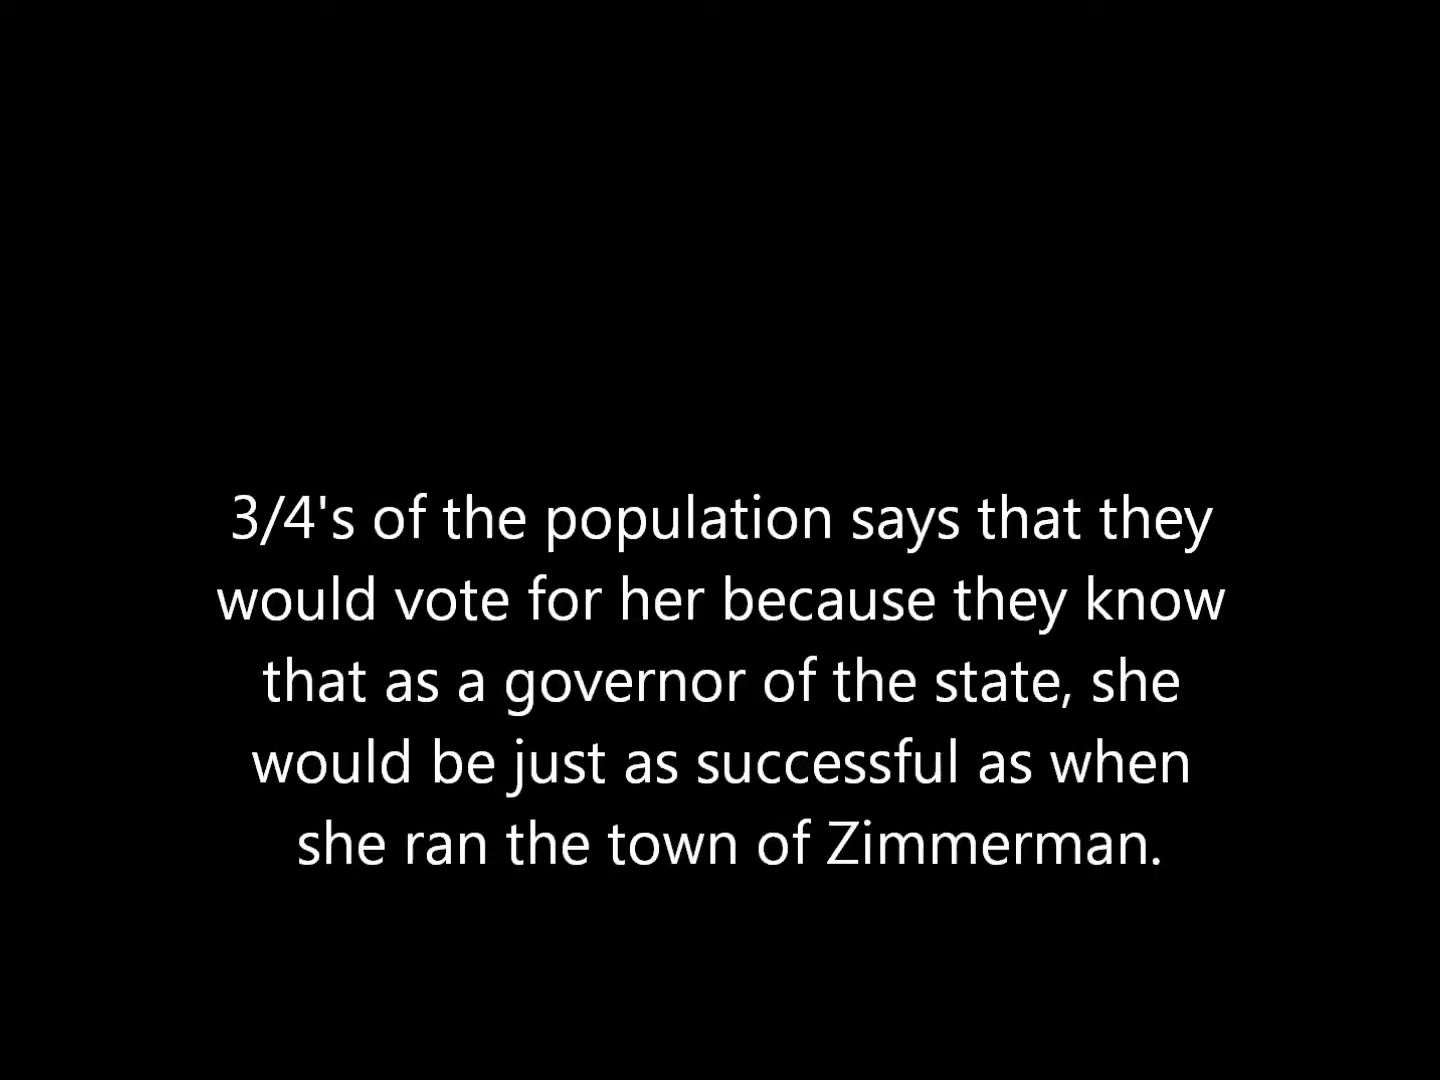 3/4's of the population says that they
would vote for her because they know
that as a governor of the state, she
would be just as successful as when
she ran the town of Zimmerman.